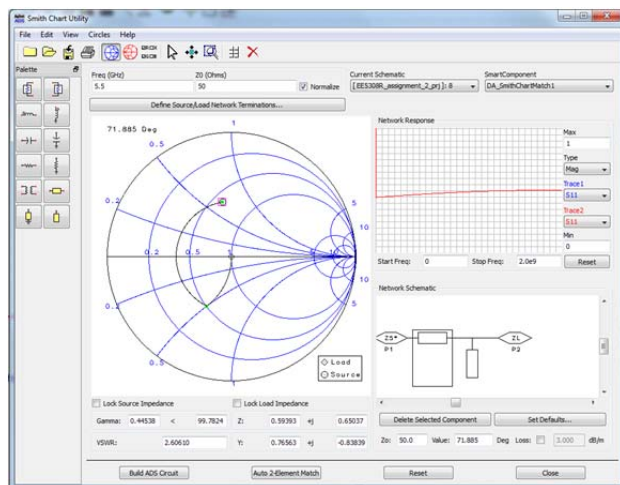 Smith Chart Utility
File Edit View Circles Help
Palette
Freq (GHz)
Z0 (Ohms)
5.5
50
Normalize
Current Schematic
SmartComponent
[EE5308R_assignment_2_prj]: 8
DA_SmithChartMatch1
Define Source/Load Network Terminations...
71.885 Deg
1
0.5
0.2
0.2
0.5
1
5
10
10
5
0.2
0.5
1
Load
Source
Network Response
Max
1
Type
Mag
Trace1
S11
Trace2
S11
Min
0
Start Freq: 0
Stop Freq: 2.0e9
Reset
Network Schematic
ZS*
P1
ZL
P2
Lock Source Impedance
Lock Load Impedance
Gamma: 0.44538 < 99.7824
Z: 0.59393 +j 0.65037
VSWR: 2.60610
Y: 0.76563 +j -0.83839
Delete Selected Component
Set Defaults...
Zo: 50.0 Value: 71.885 Deg Loss: dB/m
Build ADS Circuit
Auto 2-Element Match
Reset
Close